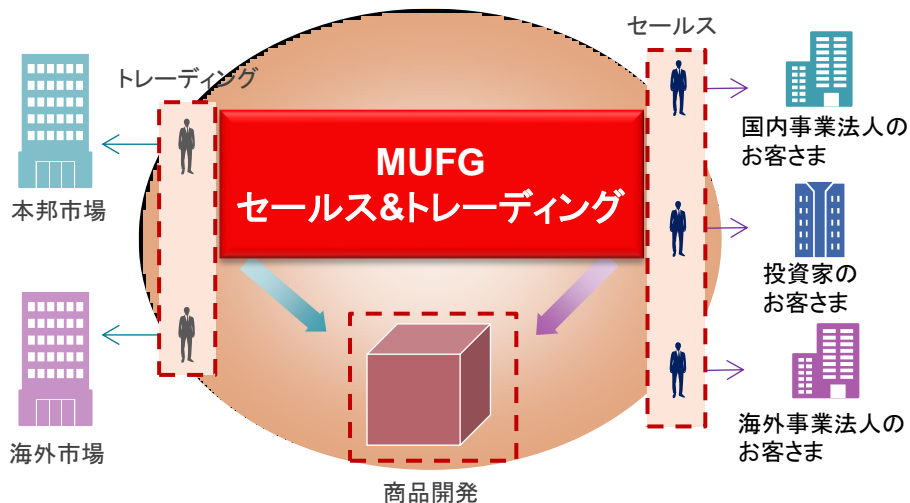 セールス
トレーディング
MUFG
セールス&トレーディング
本邦市場
海外市場
国内事業法人の
お客さま
投資家の
お客さま
海外事業法人の
お客さま
商品開発